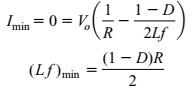 I_min = 0 = V_o(1/R − (1 − D)/(2Lf))
(Lf)_min = (1 − D)R/2